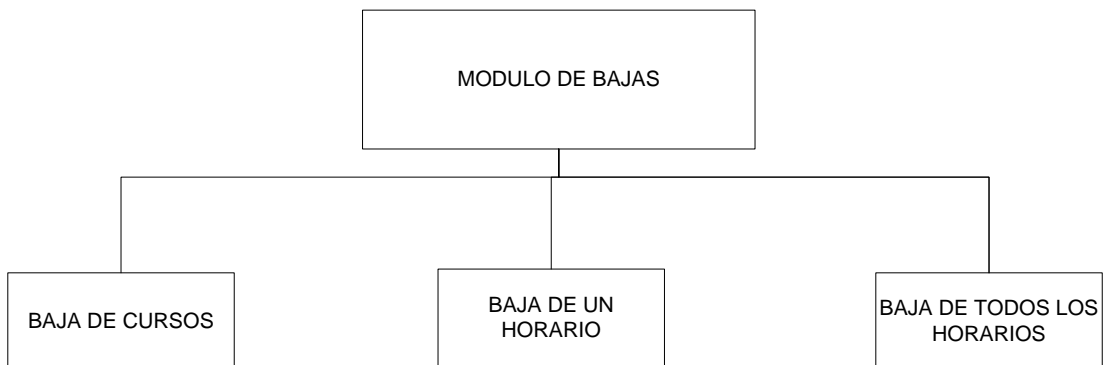 MODULO DE BAJAS
BAJA DE CURSOS
BAJA DE UN
HORARIO
BAJA DE TODOS LOS
HORARIOS